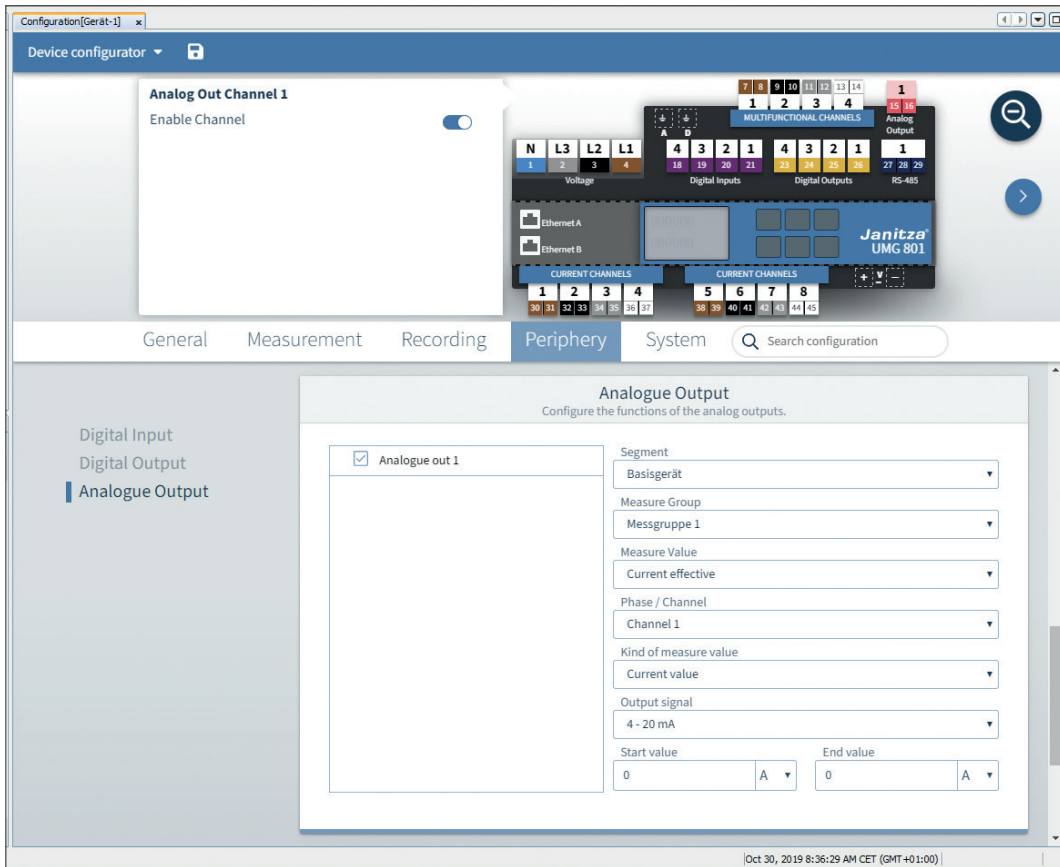 Configuration[Gerät-1] x
Device configurator
Analog Out Channel 1
Enable Channel
7 8 9 10 11 12 13 14
1 2 3 4
MULTIFUNCTIONAL CHANNELS
1
15 16
Analog
Output
A D
N L3 L2 L1
1 2 3 4
Voltage
4 3 2 1
18 19 20 21
Digital Inputs
4 3 2 1
23 24 25 26
Digital Outputs
1
27 28 29
RS-485
Ethernet A
Ethernet B
Janitza®
UMG 801
CURRENT CHANNELS
1 2 3 4
30 31 32 33 34 35 36 37
CURRENT CHANNELS
5 6 7 8
38 39 40 41 42 43 44 45
+ V −
General Measurement Recording Periphery System Search configuration
Digital Input
Digital Output
Analogue Output
Analogue Output
Configure the functions of the analog outputs.
Analogue out 1
Segment
Basisgerät
Measure Group
Messgruppe 1
Measure Value
Current effective
Phase / Channel
Channel 1
Kind of measure value
Current value
Output signal
4 - 20 mA
Start value End value
0 A 0 A
Oct 30, 2019 8:36:29 AM CET (GMT+01:00)